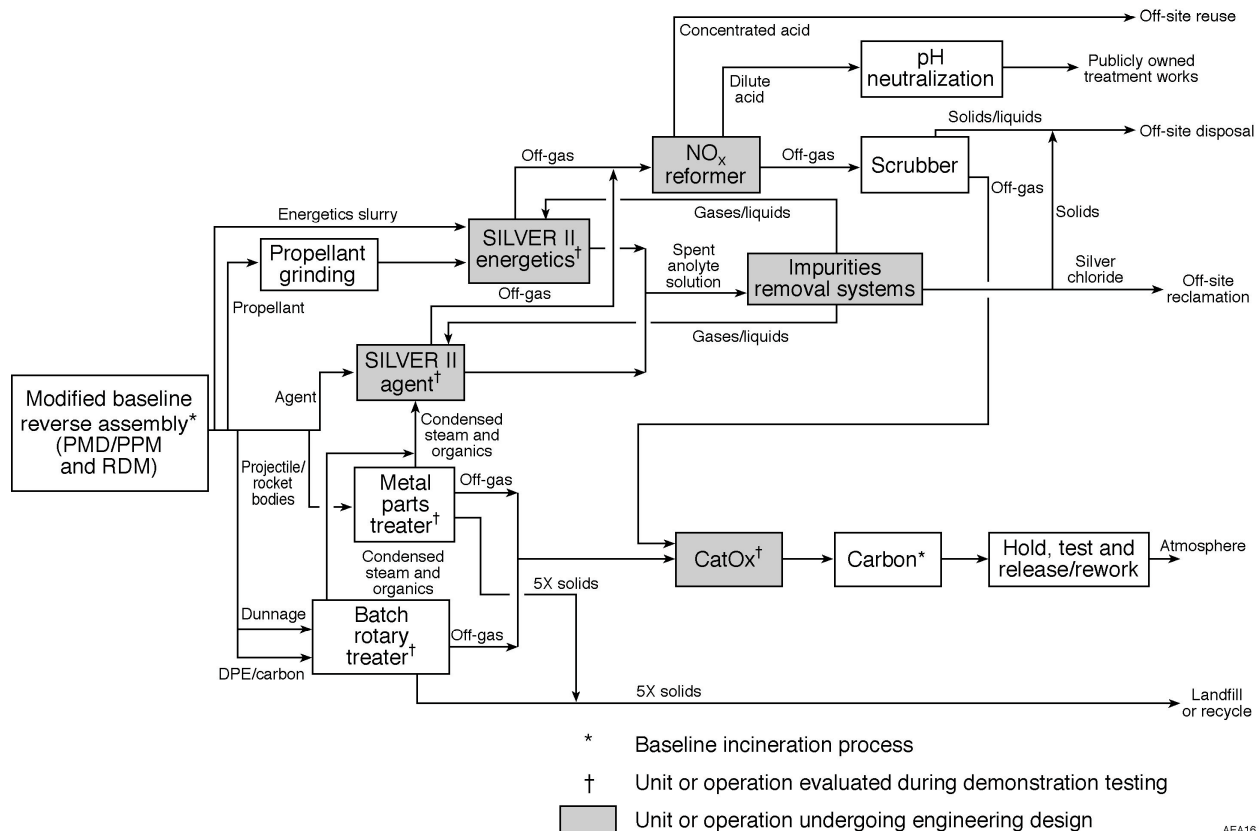 Concentrated acid
Off-site reuse
pH
neutralization
Publicly owned
treatment works
Dilute
acid
Solids/liquids
Off-site disposal
NOx
reformer
Off-gas
Off-gas
Scrubber
Off-gas
Energetics slurry
Gases/liquids
Solids
SILVER II
energetics†
Propellant
grinding
Spent
anolyte
solution
Impurities
removal systems
Silver
chloride
Off-site
reclamation
Off-gas
Propellant
Gases/liquids
SILVER II
agent†
Modified baseline
reverse assembly*
(PMD/PPM
and RDM)
Agent
Condensed
steam and
organics
Projectile/
rocket
bodies
Metal
parts
treater†
Off-gas
Condensed
steam and
organics
CatOx†
Carbon*
Hold, test and
release/rework
Atmosphere
5X solids
Dunnage
Batch
rotary
treater†
Off-gas
DPE/carbon
5X solids
Landfill
or recycle
* Baseline incineration process
† Unit or operation evaluated during demonstration testing
Unit or operation undergoing engineering design